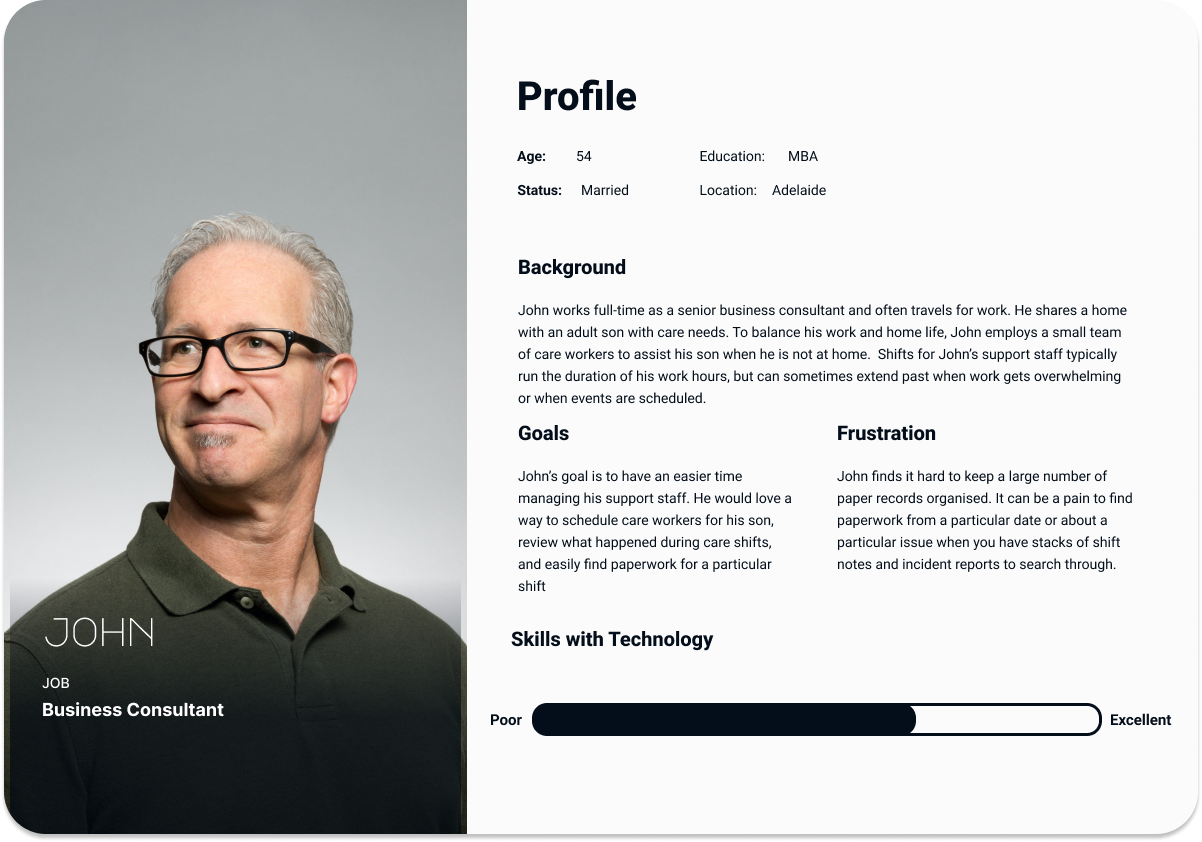 Profile
Age: 54 Education: MBA
Status: Married Location: Adelaide
Background
John works full-time as a senior business consultant and often travels for work. He shares a home
with an adult son with care needs. To balance his work and home life, John employs a small team
of care workers to assist his son when he is not at home.  Shifts for John’s support staff typically
run the duration of his work hours, but can sometimes extend past when work gets overwhelming
or when events are scheduled.
Goals
John’s goal is to have an easier time
managing his support staff. He would love a
way to schedule care workers for his son,
review what happened during care shifts,
and easily find paperwork for a particular
shift
Frustration
John finds it hard to keep a large number of
paper records organised. It can be a pain to find
paperwork from a particular date or about a
particular issue when you have stacks of shift
notes and incident reports to search through.
JOHN
JOB
Business Consultant
Skills with Technology
Poor Excellent